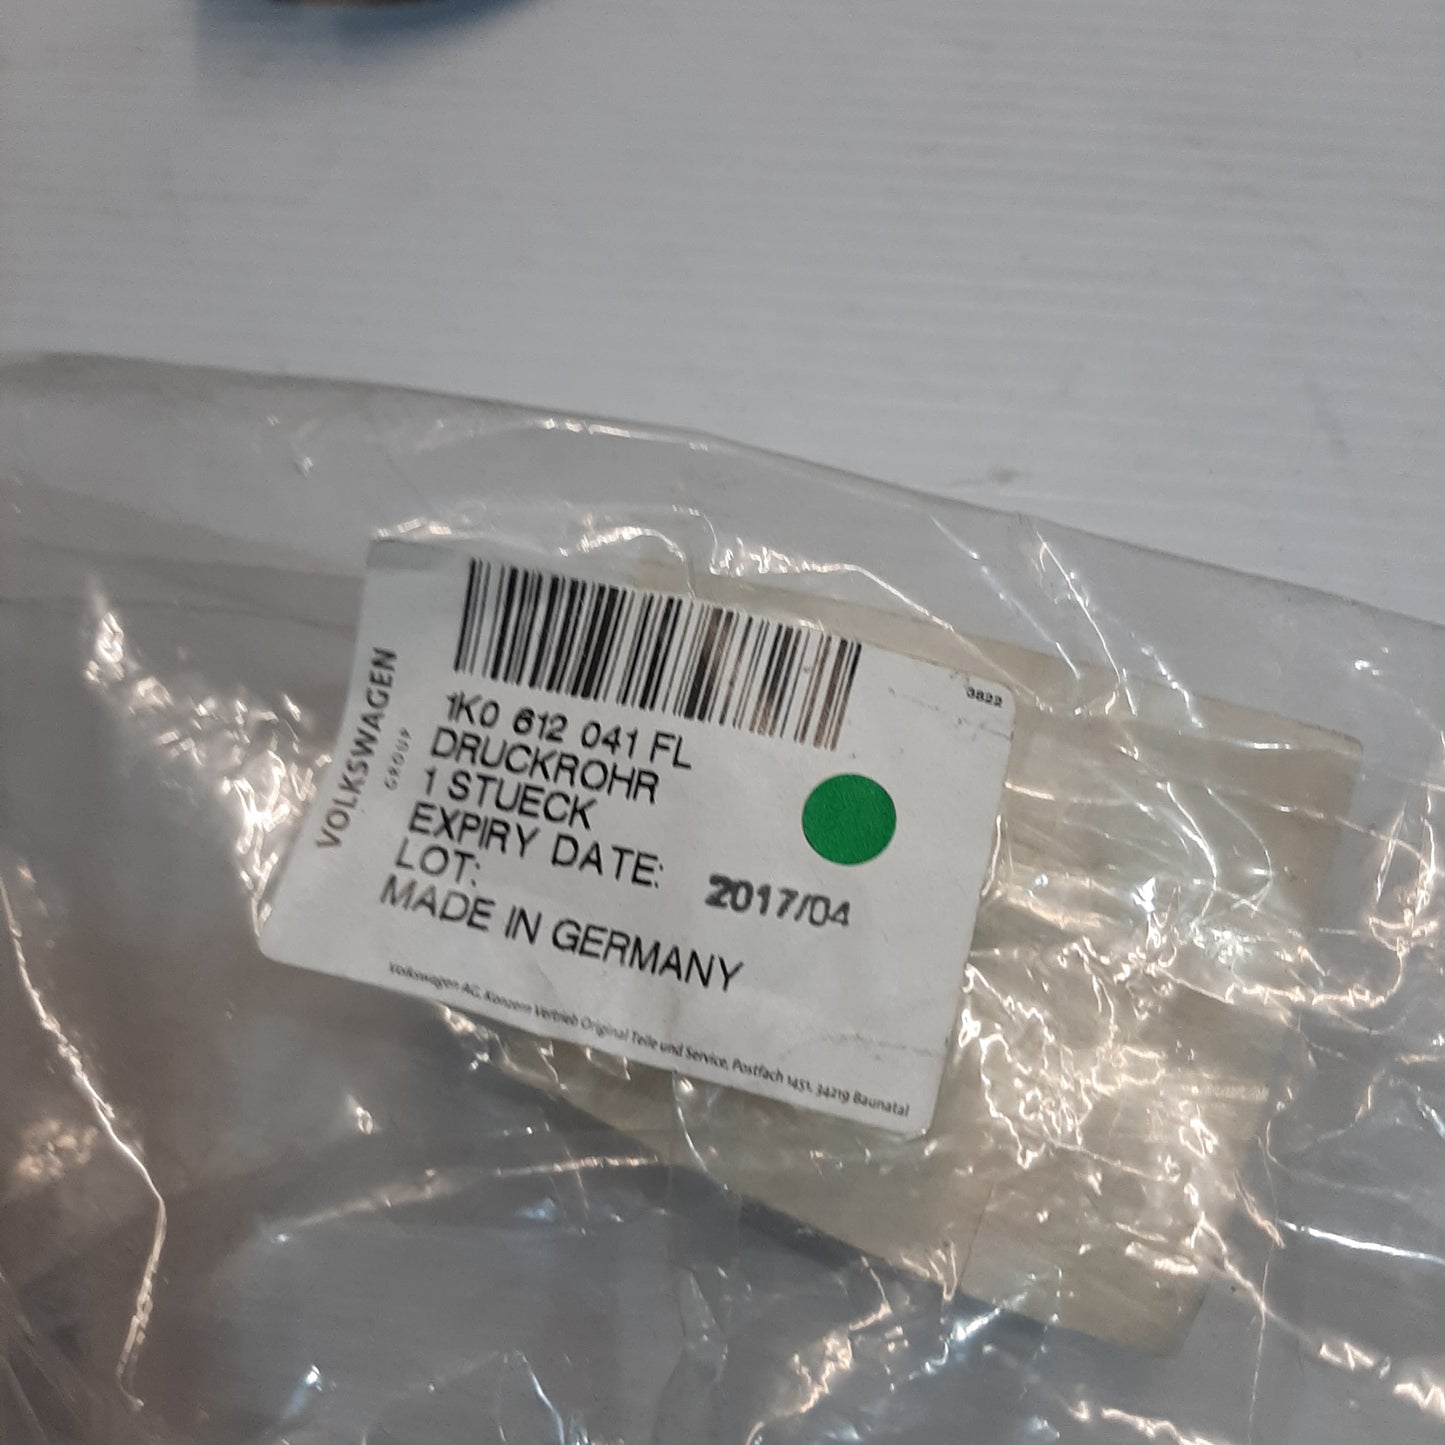 3822
VOLKSWAGEN
GROUP
1K0 612 041 FL
DRUCKROHR
1 STUECK
EXPIRY DATE: 2017/04
LOT:
MADE IN GERMANY
Volkswagen AG, Konzern Vertrieb Original Teile und Service, Postfach 1451, 34219 Baunatal